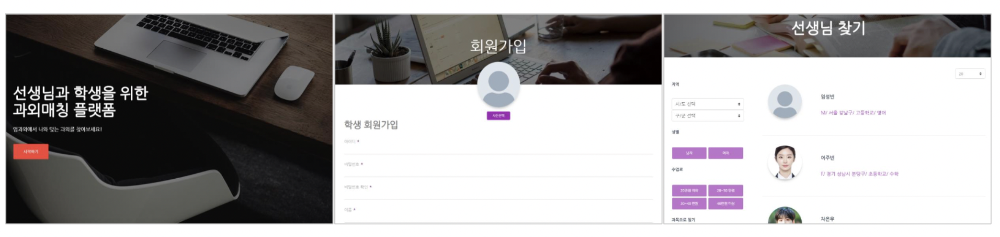 선생님과 학생을 위한
과외매칭 플랫폼
엄과외에서 나와 맞는 과외를 찾아보세요!
시작하기
회원가입
사진선택
학생 회원가입
아이디 *
비밀번호 *
비밀번호 확인 *
이름 *
선생님 찾기
20
지역
시/도 선택
구/군 선택
성별
남자 여자
수업료
20만원 이하 20~30 만원
30~40 만원 40만원 이상
과목으로 찾기
임성빈
M/ 서울 강남구/ 고등학교/ 영어
이주빈
F/ 경기 성남시 분당구/ 초등학교/ 수학
차은우